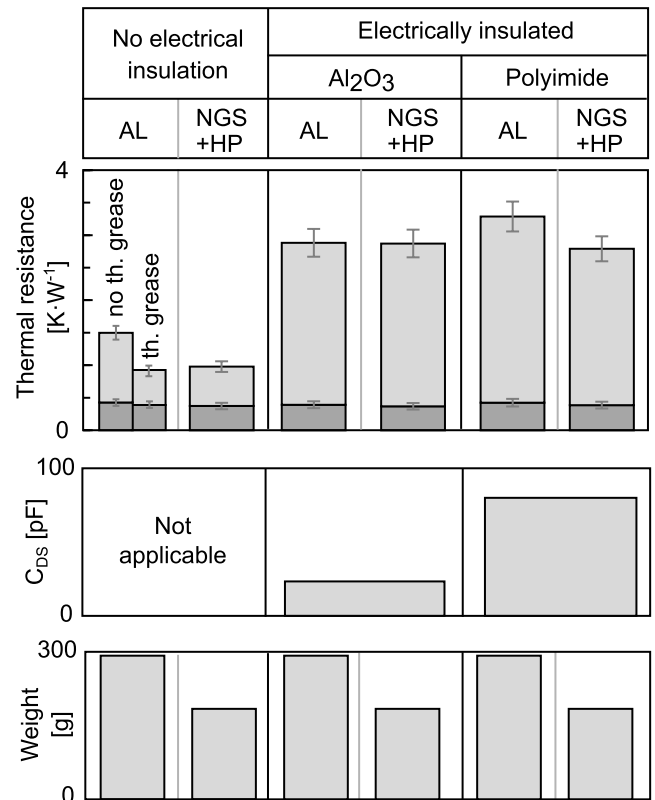 No electrical
insulation
Electrically insulated
Al2O3
Polyimide
AL
NGS
+HP
AL
NGS
+HP
AL
NGS
+HP
4
Thermal resistance
[K·W-1]
no th. grease
th. grease
0
100
CDS [pF]
Not
applicable
0
300
Weight
[g]
0